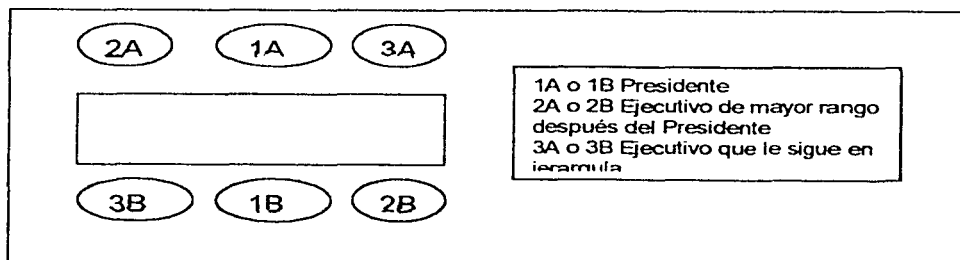 2A 1A 3A
1A o 1B Presidente
2A o 2B Ejecutivo de mayor rango
después del Presidente
3A o 3B Ejecutivo que le sigue en
jerarquía
3B 1B 2B